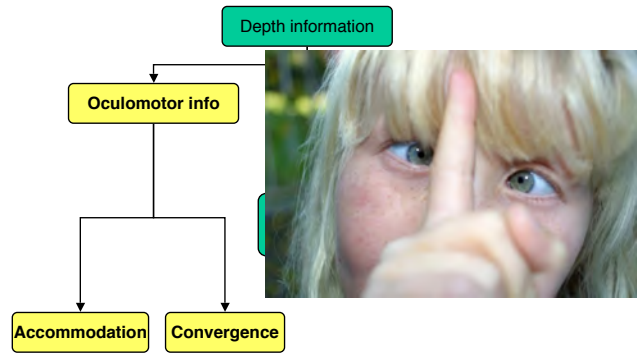 Depth information
Oculomotor info
Accommodation
Convergence